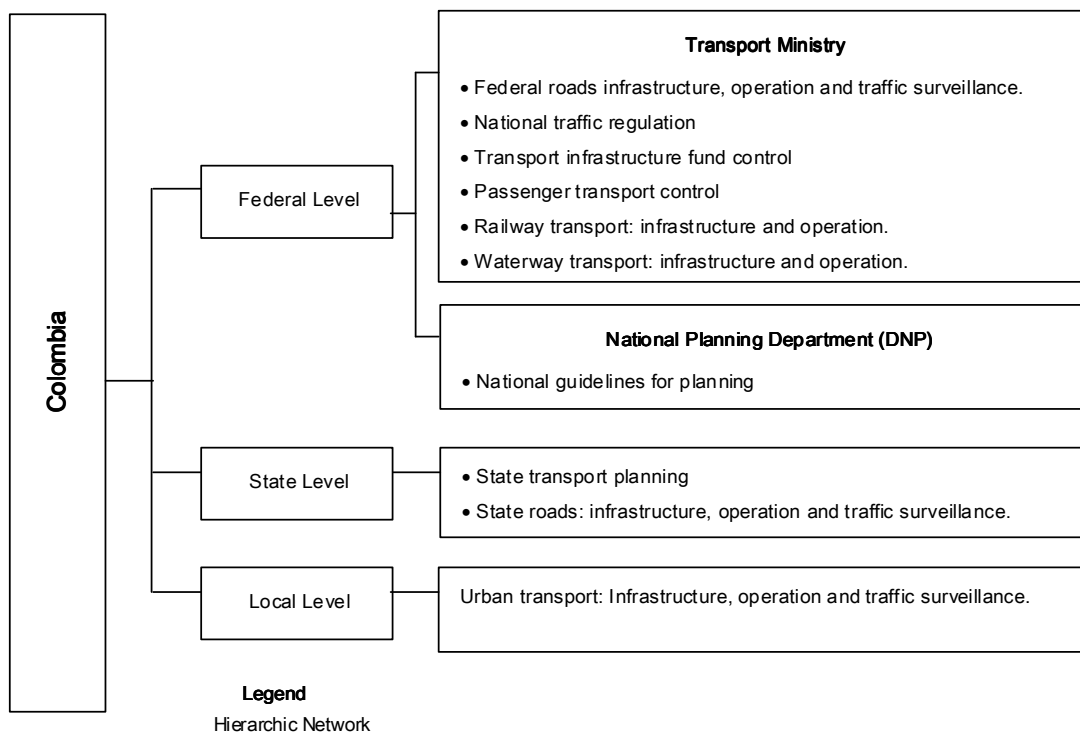 Colombia
Federal Level
Transport Ministry
• Federal roads infrastructure, operation and traffic surveillance.
• National traffic regulation
• Transport infrastructure fund control
• Passenger transport control
• Railway transport: infrastructure and operation.
• Waterway transport: infrastructure and operation.
National Planning Department (DNP)
• National guidelines for planning
State Level
• State transport planning
• State roads: infrastructure, operation and traffic surveillance.
Local Level
Urban transport: Infrastructure, operation and traffic surveillance.
Legend
Hierarchic Network